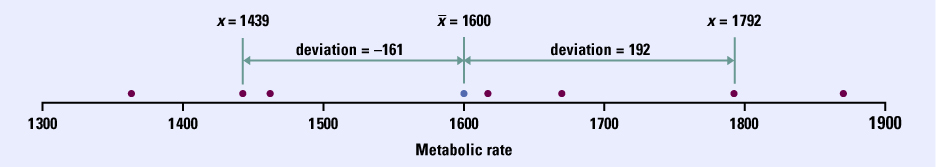 x = 1439
x̅ = 1600
x = 1792
deviation = –161
deviation = 192
1300 1400 1500 1600 1700 1800 1900
Metabolic rate